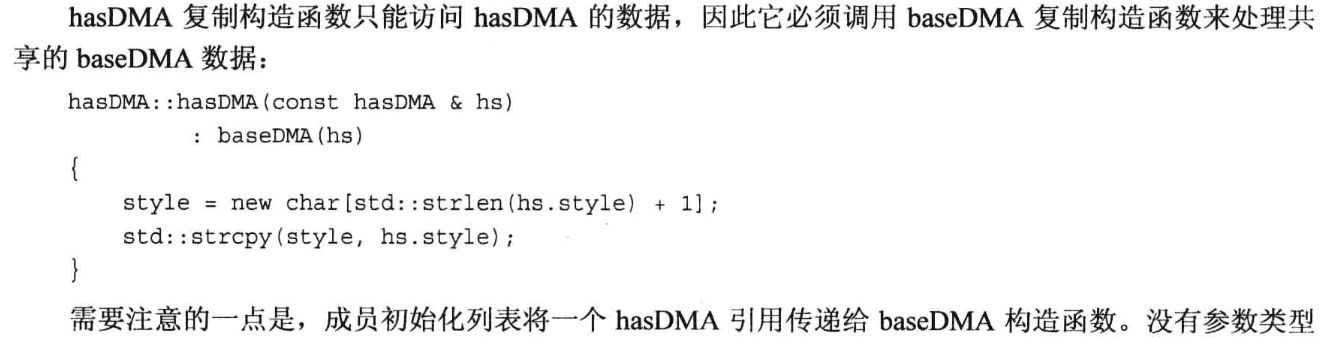 hasDMA 复制构造函数只能访问 hasDMA 的数据，因此它必须调用 baseDMA 复制构造函数来处理共
享的 baseDMA 数据：
hasDMA::hasDMA(const hasDMA & hs)
: baseDMA(hs)
{
style = new char[std::strlen(hs.style) + 1];
std::strcpy(style, hs.style);
}
需要注意的一点是，成员初始化列表将一个 hasDMA 引用传递给 baseDMA 构造函数。没有参数类型